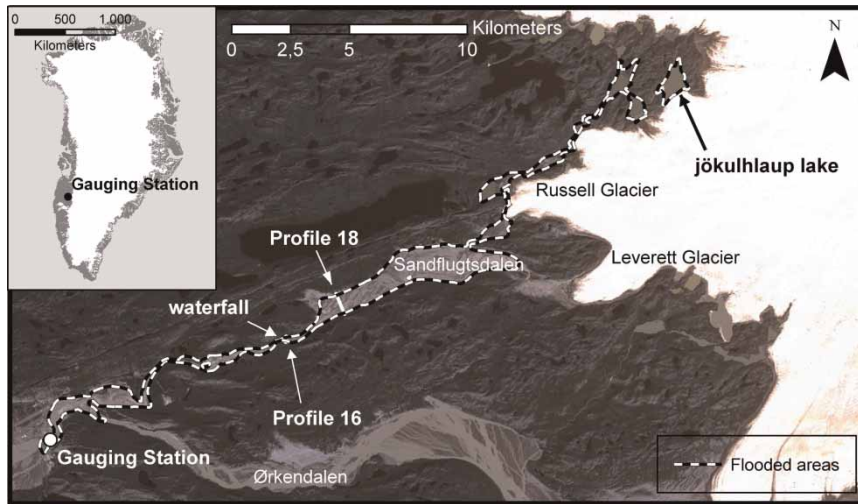 0 500 1.000
Kilometers
Gauging Station
Kilometers
0 2,5 5 10
N
jökulhlaup lake
Russell Glacier
Leverett Glacier
Profile 18
Sandflugtsdalen
waterfall
Profile 16
Gauging Station
Ørkendalen
Flooded areas